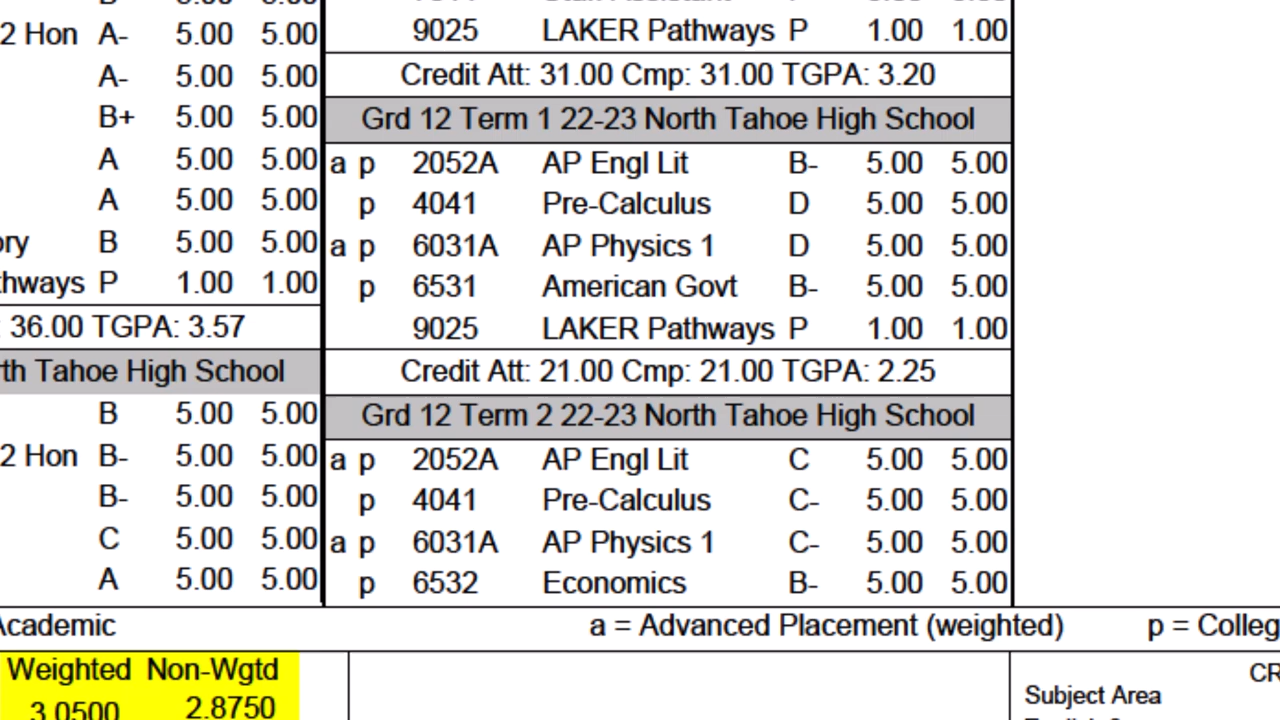 2 Hon A- 5.00 5.00
A- 5.00 5.00
B+ 5.00 5.00
A 5.00 5.00
A 5.00 5.00
ory B 5.00 5.00
thways P 1.00 1.00
: 36.00 TGPA: 3.57
rth Tahoe High School
B 5.00 5.00
2 Hon B- 5.00 5.00
B- 5.00 5.00
C 5.00 5.00
A 5.00 5.00
9025 LAKER Pathways P 1.00 1.00
Credit Att: 31.00 Cmp: 31.00 TGPA: 3.20
Grd 12 Term 1 22-23 North Tahoe High School
a p 2052A AP Engl Lit B- 5.00 5.00
p 4041 Pre-Calculus D 5.00 5.00
a p 6031A AP Physics 1 D 5.00 5.00
p 6531 American Govt B- 5.00 5.00
9025 LAKER Pathways P 1.00 1.00
Credit Att: 21.00 Cmp: 21.00 TGPA: 2.25
Grd 12 Term 2 22-23 North Tahoe High School
a p 2052A AP Engl Lit C 5.00 5.00
p 4041 Pre-Calculus C- 5.00 5.00
a p 6031A AP Physics 1 C- 5.00 5.00
p 6532 Economics B- 5.00 5.00
Academic a = Advanced Placement (weighted) p = Colleg
Weighted Non-Wgtd
3.0500 2.8750
CR
Subject Area